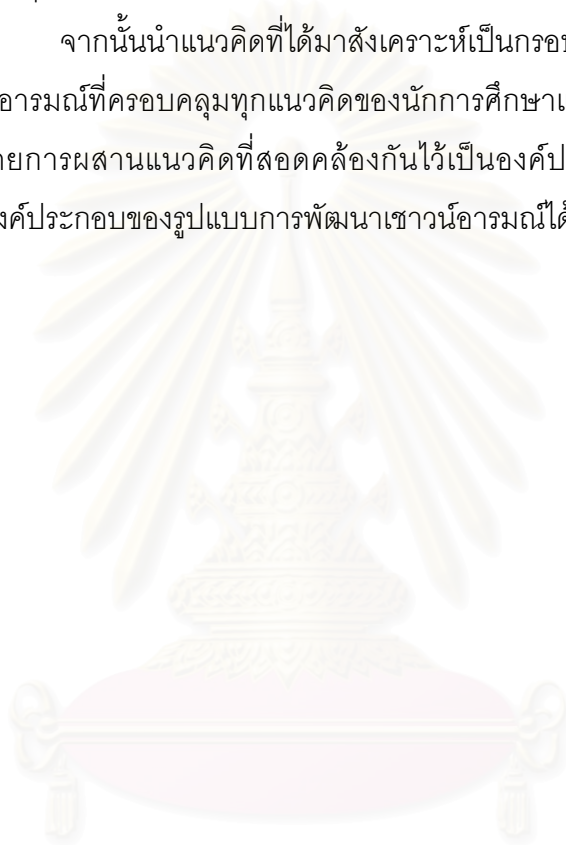 จากนั้นนำแนวคิดที่ได้มาสังเคราะห์เป็นกรอบ
อารมณ์ที่ครอบคลุมทุกแนวคิดของนักการศึกษาเ
ายการผสานแนวคิดที่สอดคล้องกันไว้เป็นองค์ป
งค์ประกอบของรูปแบบการพัฒนาเชาวน์อารมณ์ได้